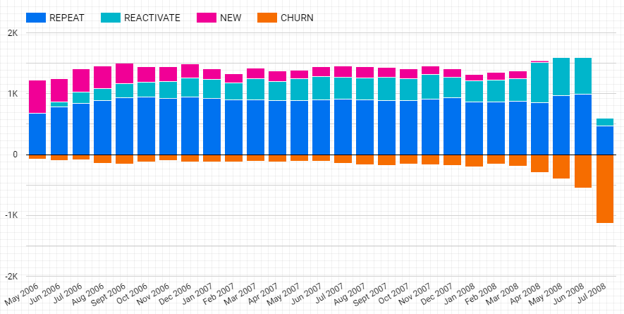 REPEAT REACTIVATE NEW CHURN
2K
1K
0
-1K
-2K
May 2006 Jun 2006 Jul 2006 Aug 2006 Sept 2006 Oct 2006 Nov 2006 Dec 2006 Jan 2007 Feb 2007 Mar 2007 Apr 2007 May 2007 Jun 2007 Jul 2007 Aug 2007 Sept 2007 Oct 2007 Nov 2007 Dec 2007 Jan 2008 Feb 2008 Mar 2008 Apr 2008 May 2008 Jun 2008 Jul 2008